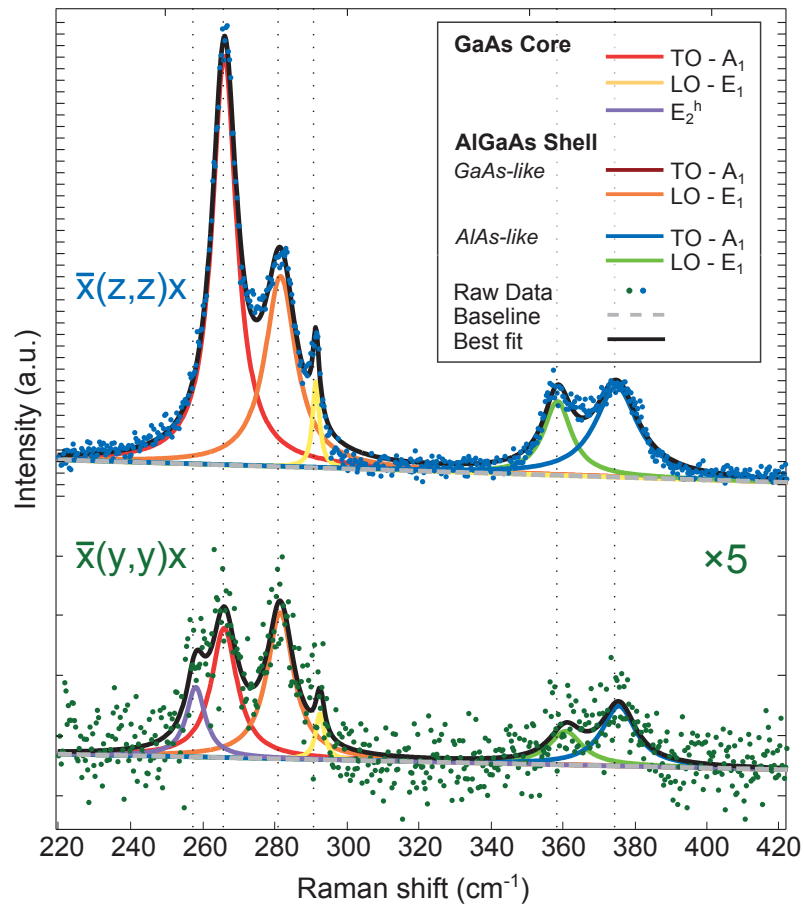 GaAs Core
TO - A₁
LO - E₁
E₂ʰ
AlGaAs Shell
GaAs-like
TO - A₁
LO - E₁
AlAs-like
TO - A₁
LO - E₁
Raw Data
Baseline
Best fit
x̅(z,z)x
Intensity (a.u.)
x̅(y,y)x
×5
220 240 260 280 300 320 340 360 380 400 420
Raman shift (cm⁻¹)